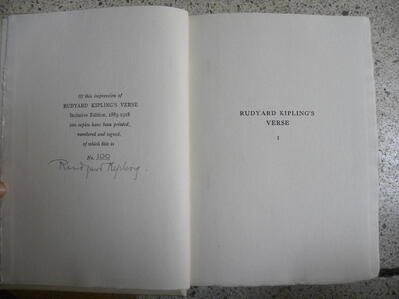 Of this impression of
RUDYARD KIPLING'S VERSE
Inclusive Edition, 1885-1918
100 copies have been printed,
numbered and signed,
of which this is
No. 100
Rudyard Kipling.
RUDYARD KIPLING'S
VERSE
I